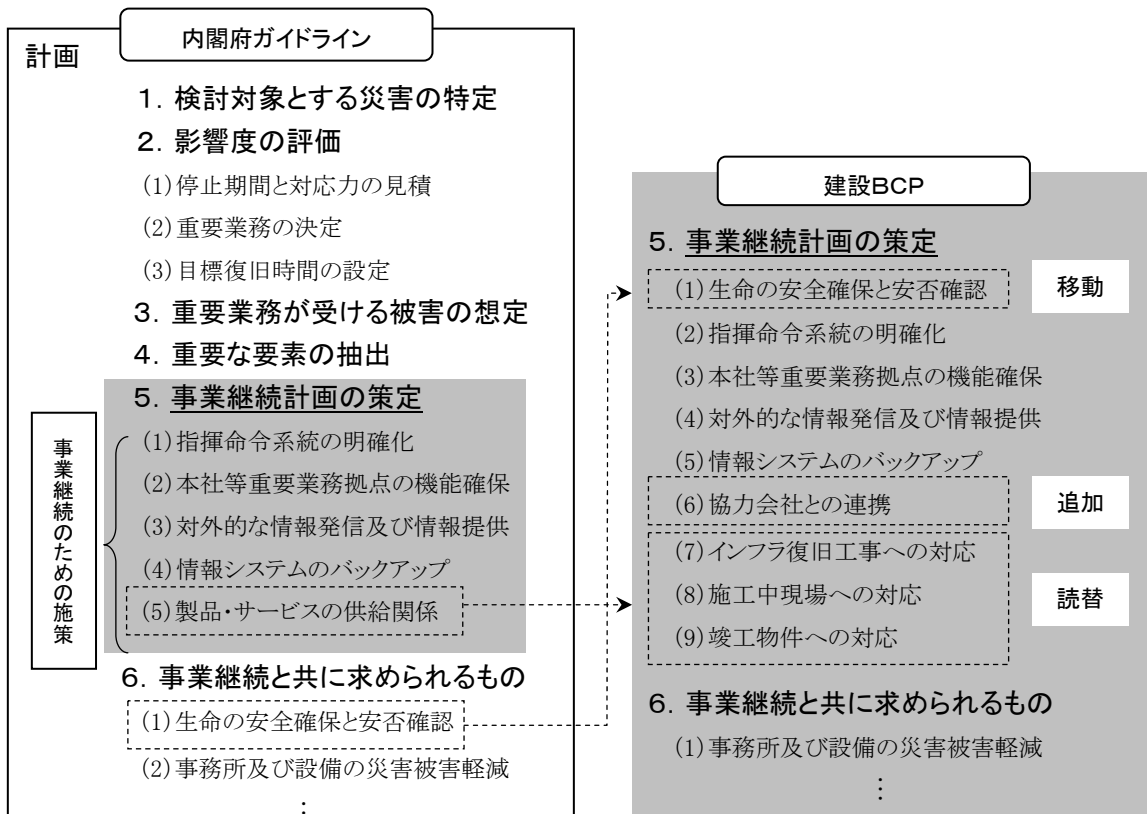 内閣府ガイドライン
計画
1. 検討対象とする災害の特定
2. 影響度の評価
(1)停止期間と対応力の見積
(2)重要業務の決定
(3)目標復旧時間の設定
3. 重要業務が受ける被害の想定
4. 重要な要素の抽出
5. 事業継続計画の策定
事業継続のための施策
(1)指揮命令系統の明確化
(2)本社等重要業務拠点の機能確保
(3)対外的な情報発信及び情報提供
(4)情報システムのバックアップ
(5)製品・サービスの供給関係
6. 事業継続と共に求められるもの
(1)生命の安全確保と安否確認
(2)事務所及び設備の災害被害軽減
⋮
建設BCP
5. 事業継続計画の策定
(1)生命の安全確保と安否確認
移動
(2)指揮命令系統の明確化
(3)本社等重要業務拠点の機能確保
(4)対外的な情報発信及び情報提供
(5)情報システムのバックアップ
(6)協力会社との連携
追加
(7)インフラ復旧工事への対応
(8)施工中現場への対応
読替
(9)竣工物件への対応
6. 事業継続と共に求められるもの
(1)事務所及び設備の災害被害軽減
⋮